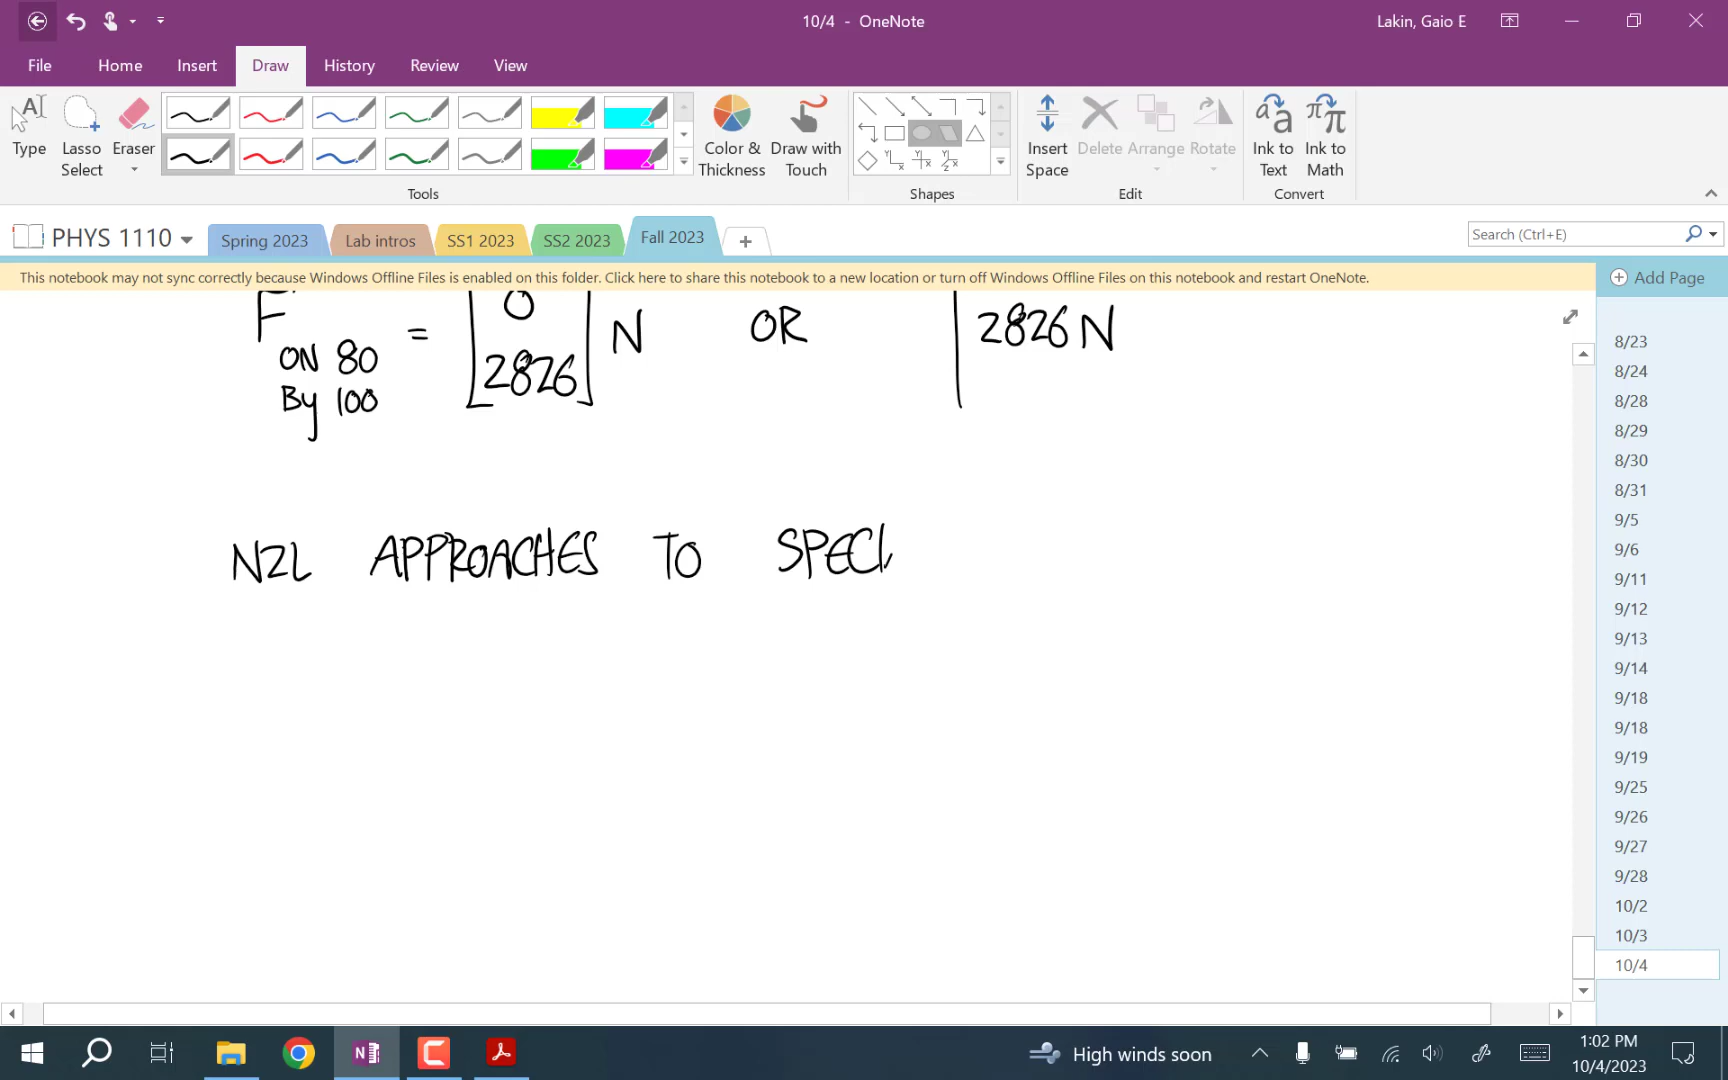 10/4 - OneNote
Lakin, Gaio E
File Home Insert Draw History Review View
Type
Lasso Select
Eraser
Color & Thickness
Draw with Touch
Insert Space
Delete
Arrange
Rotate
Ink to Text
Ink to Math
Tools
Shapes
Edit
Convert
PHYS 1110
Spring 2023
Lab intros
SS1 2023
SS2 2023
Fall 2023
Search (Ctrl+E)
This notebook may not sync correctly because Windows Offline Files is enabled on this folder. Click here to share this notebook to a new location or turn off Windows Offline Files on this notebook and restart OneNote.
Add Page
F ON 80 By 100 = [0 2826] N OR 2826 N
N2L APPROACHES TO SPECI
8/23
8/24
8/28
8/29
8/30
8/31
9/5
9/6
9/11
9/12
9/13
9/14
9/18
9/18
9/19
9/25
9/26
9/27
9/28
10/2
10/3
10/4
High winds soon
1:02 PM
10/4/2023